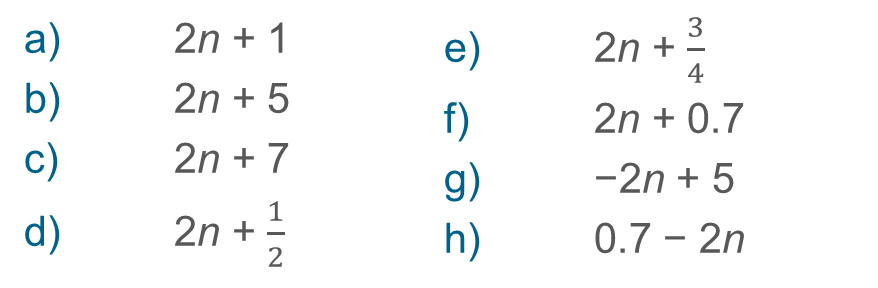 a) 2n + 1
b) 2n + 5
c) 2n + 7
d) 2n + 1/2
e) 2n + 3/4
f) 2n + 0.7
g) −2n + 5
h) 0.7 − 2n